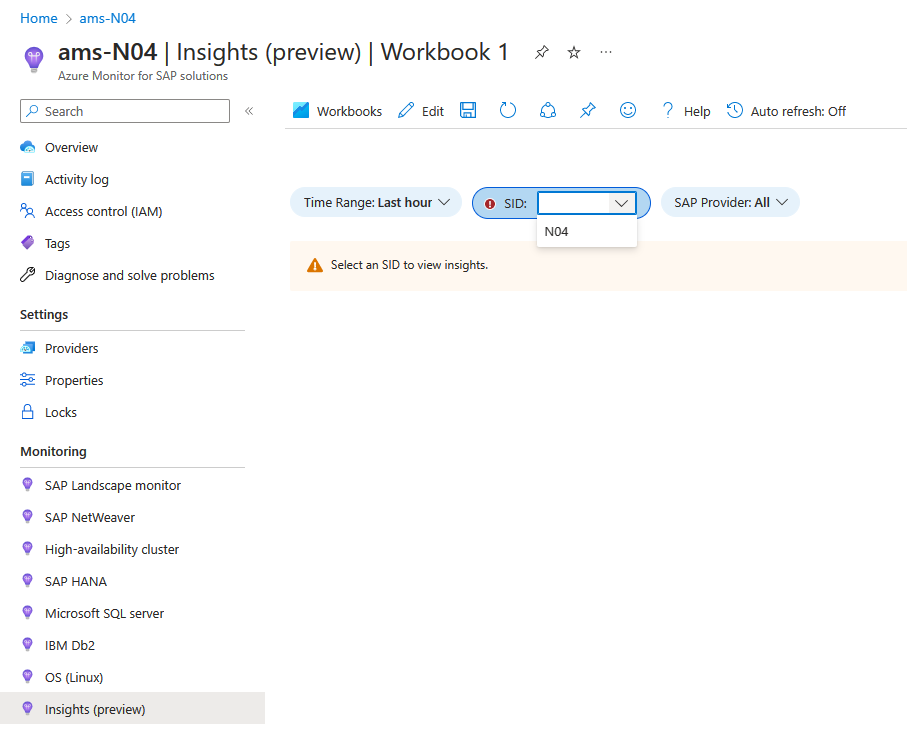 Home > ams-N04
ams-N04 | Insights (preview) | Workbook 1 ...
Azure Monitor for SAP solutions
Search «
Workbooks Edit ? Help Auto refresh: Off
Overview
Activity log
Access control (IAM)
Tags
Diagnose and solve problems
Settings
Providers
Properties
Locks
Monitoring
SAP Landscape monitor
SAP NetWeaver
High-availability cluster
SAP HANA
Microsoft SQL server
IBM Db2
OS (Linux)
Insights (preview)
Time Range: Last hour SID: SAP Provider: All
N04
Select an SID to view insights.